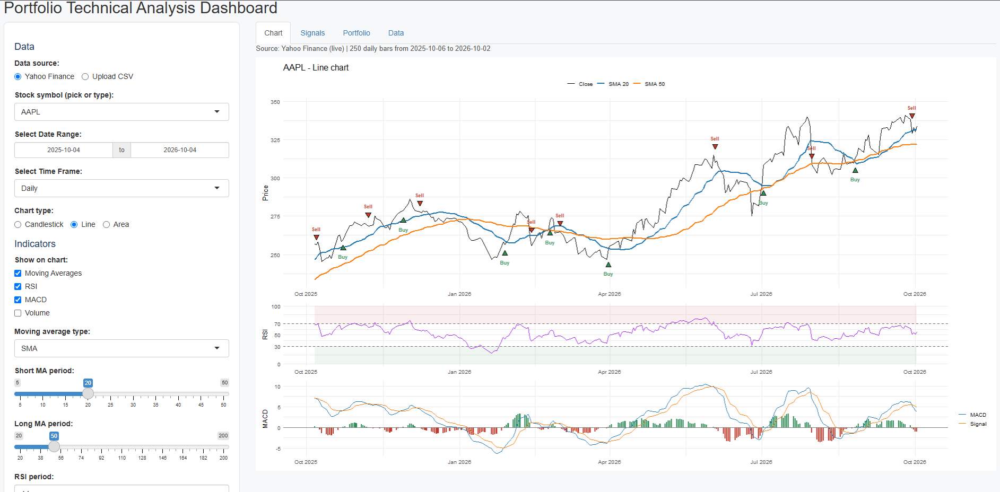 Portfolio Technical Analysis Dashboard
Data
Data source:
Yahoo Finance Upload CSV
Stock symbol (pick or type):
AAPL
Select Date Range:
2025-10-04 to 2026-10-04
Select Time Frame:
Daily
Chart type:
Candlestick Line Area
Indicators
Show on chart:
Moving Averages
RSI
MACD
Volume
Moving average type:
SMA
Short MA period:
5 20 50
5 10 15 20 25 30 35 40 45 50
Long MA period:
20 50 200
20 38 56 74 92 110 128 146 164 182 200
RSI period:
Chart Signals Portfolio Data
Source: Yahoo Finance (live) | 250 daily bars from 2025-10-06 to 2026-10-02
AAPL - Line chart
Close SMA 20 SMA 50
Price
350
325
300
275
250
Sell
Buy
Sell
Buy
Sell
Buy
Sell
Buy
Sell
Buy
Sell
Buy
Sell
Buy
Sell
Oct 2025 Jan 2026 Apr 2026 Jul 2026 Oct 2026
RSI
100
70
50
30
0
Oct 2025 Jan 2026 Apr 2026 Jul 2026 Oct 2026
MACD
10
5
0
-5
MACD
Signal
Oct 2025 Jan 2026 Apr 2026 Jul 2026 Oct 2026